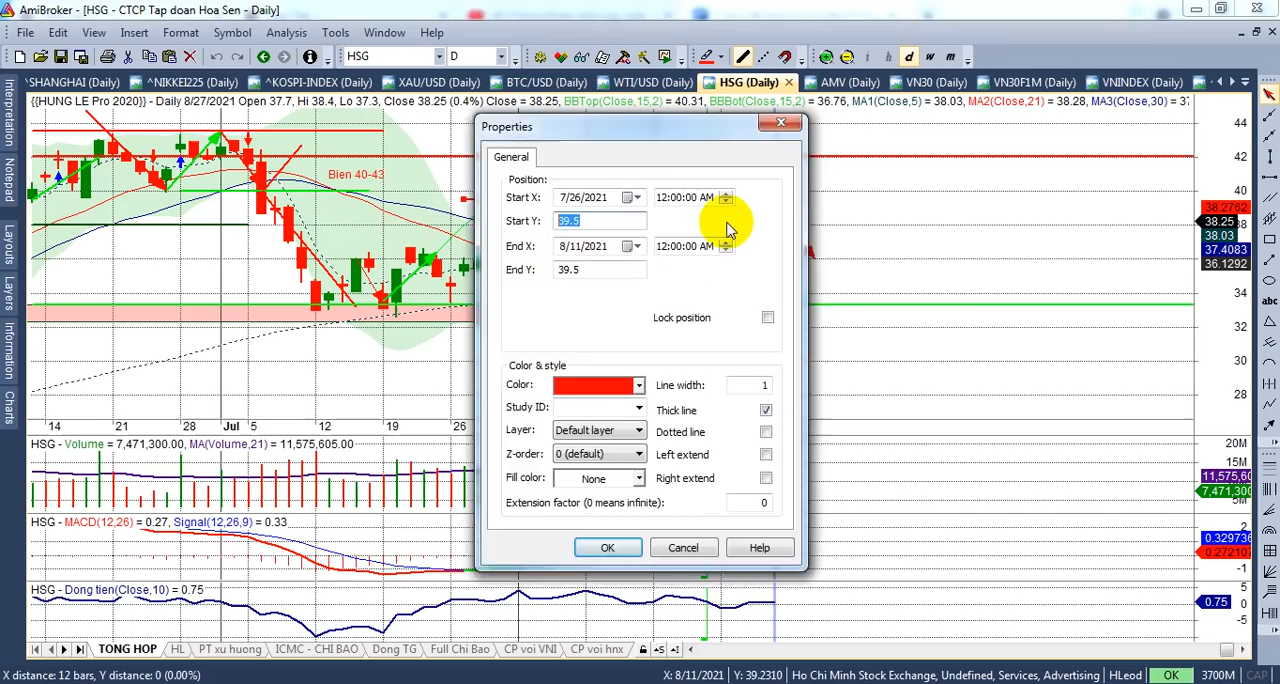 AmiBroker - [HSG - CTCP Tap doan Hoa Sen - Daily]
File Edit View Insert Format Symbol Analysis Tools Window Help
HSG D
d w m
^SHANGHAI (Daily) ^NIKKEI225 (Daily) ^KOSPI-INDEX (Daily) XAU/USD (Daily) BTC/USD (Daily) WTI/USD (Daily) HSG (Daily) AMV (Daily) VN30 (Daily) VN30F1M (Daily) VNINDEX (Daily)
{{HUNG LE Pro 2020}} - Daily 8/27/2021 Open 37.7, Hi 38.4, Lo 37.3, Close 38.25 (0.4%) Close = 38.25, BBTop(Close,15,2) = 40.31, BBBot(Close,15,2) = 36.76, MA1(Close,5) = 38.03, MA2(Close,21) = 38.28, MA3(Close,30) = 37
Interpretation
Notepad
Layouts
Layers
Information
Charts
Bien 40-43
44
42
40
38.2762
38.25
38.03
37.4083
36.1292
34
32
30
28
abc
Properties
General
Position:
Start X: 7/26/2021 12:00:00 AM
Start Y: 39.5
End X: 8/11/2021 12:00:00 AM
End Y: 39.5
Lock position
Color & style
Color: Line width: 1
Study ID: Thick line
Layer: Default layer Dotted line
Z-order: 0 (default) Left extend
Fill color: None Right extend
Extension factor (0 means infinite): 0
OK Cancel Help
14 21 28 Jul 5 12 19 26
HSG - Volume = 7,471,300.00, MA(Volume,21) = 11,575,605.00
20M
15M
11,575,60
7,471,300
HSG - MACD(12,26) = 0.27, Signal(12,26,9) = 0.33
2
0.329736
0.272107
-1
HSG - Dong tien(Close,10) = 0.75
5
0.75
0
-5
TONG HOP HL PT xu huong ICMC - CHI BAO Dong TG Full Chi Bao CP voi VNI CP voi hnx
X distance: 12 bars, Y distance: 0 (0.00%) X: 8/11/2021 Y: 39.2310 Ho Chi Minh Stock Exchange, Undefined, Services, Advertising HLeod OK 3700M CAP